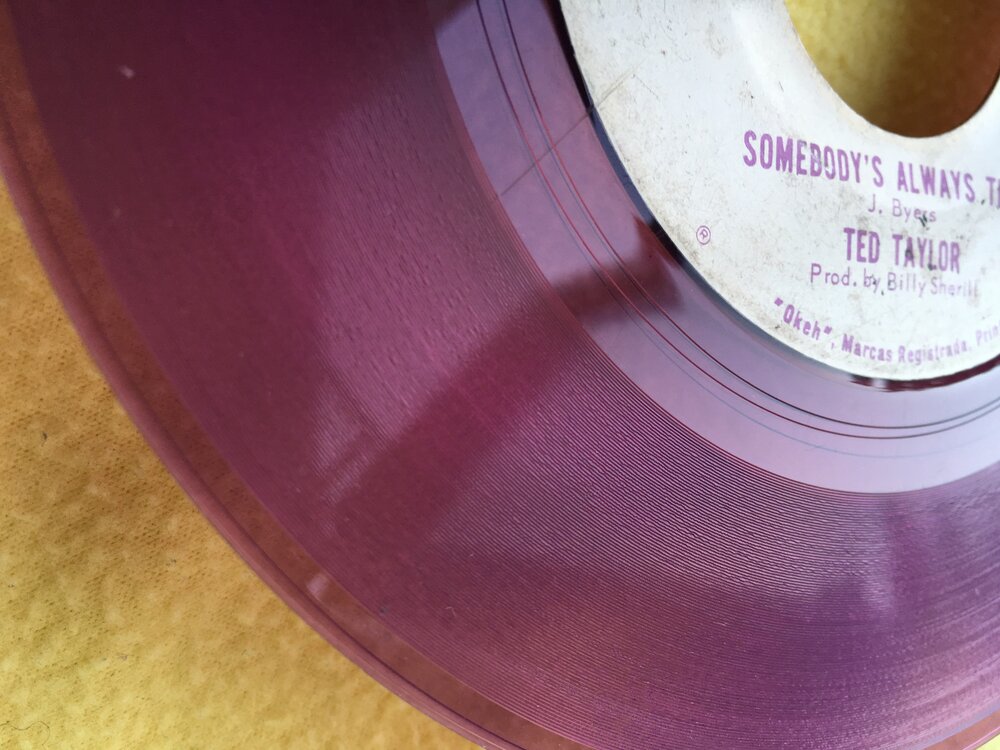 SOMEBODY'S ALWAYS
J. Byers
®
TED TAYLOR
Prod. by Billy Sherill
"Okeh", Marcas Registrada.